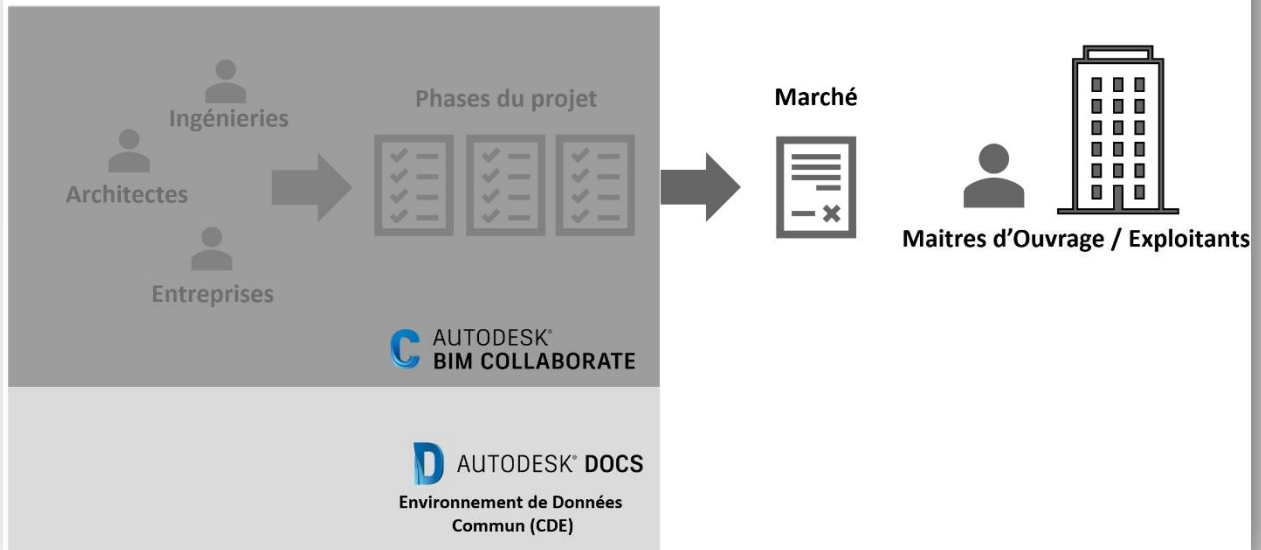 Ingénieries
Architectes
Entreprises
Phases du projet
AUTODESK®
BIM COLLABORATE
AUTODESK® DOCS
Environnement de Données
Commun (CDE)
Marché
Maitres d'Ouvrage / Exploitants